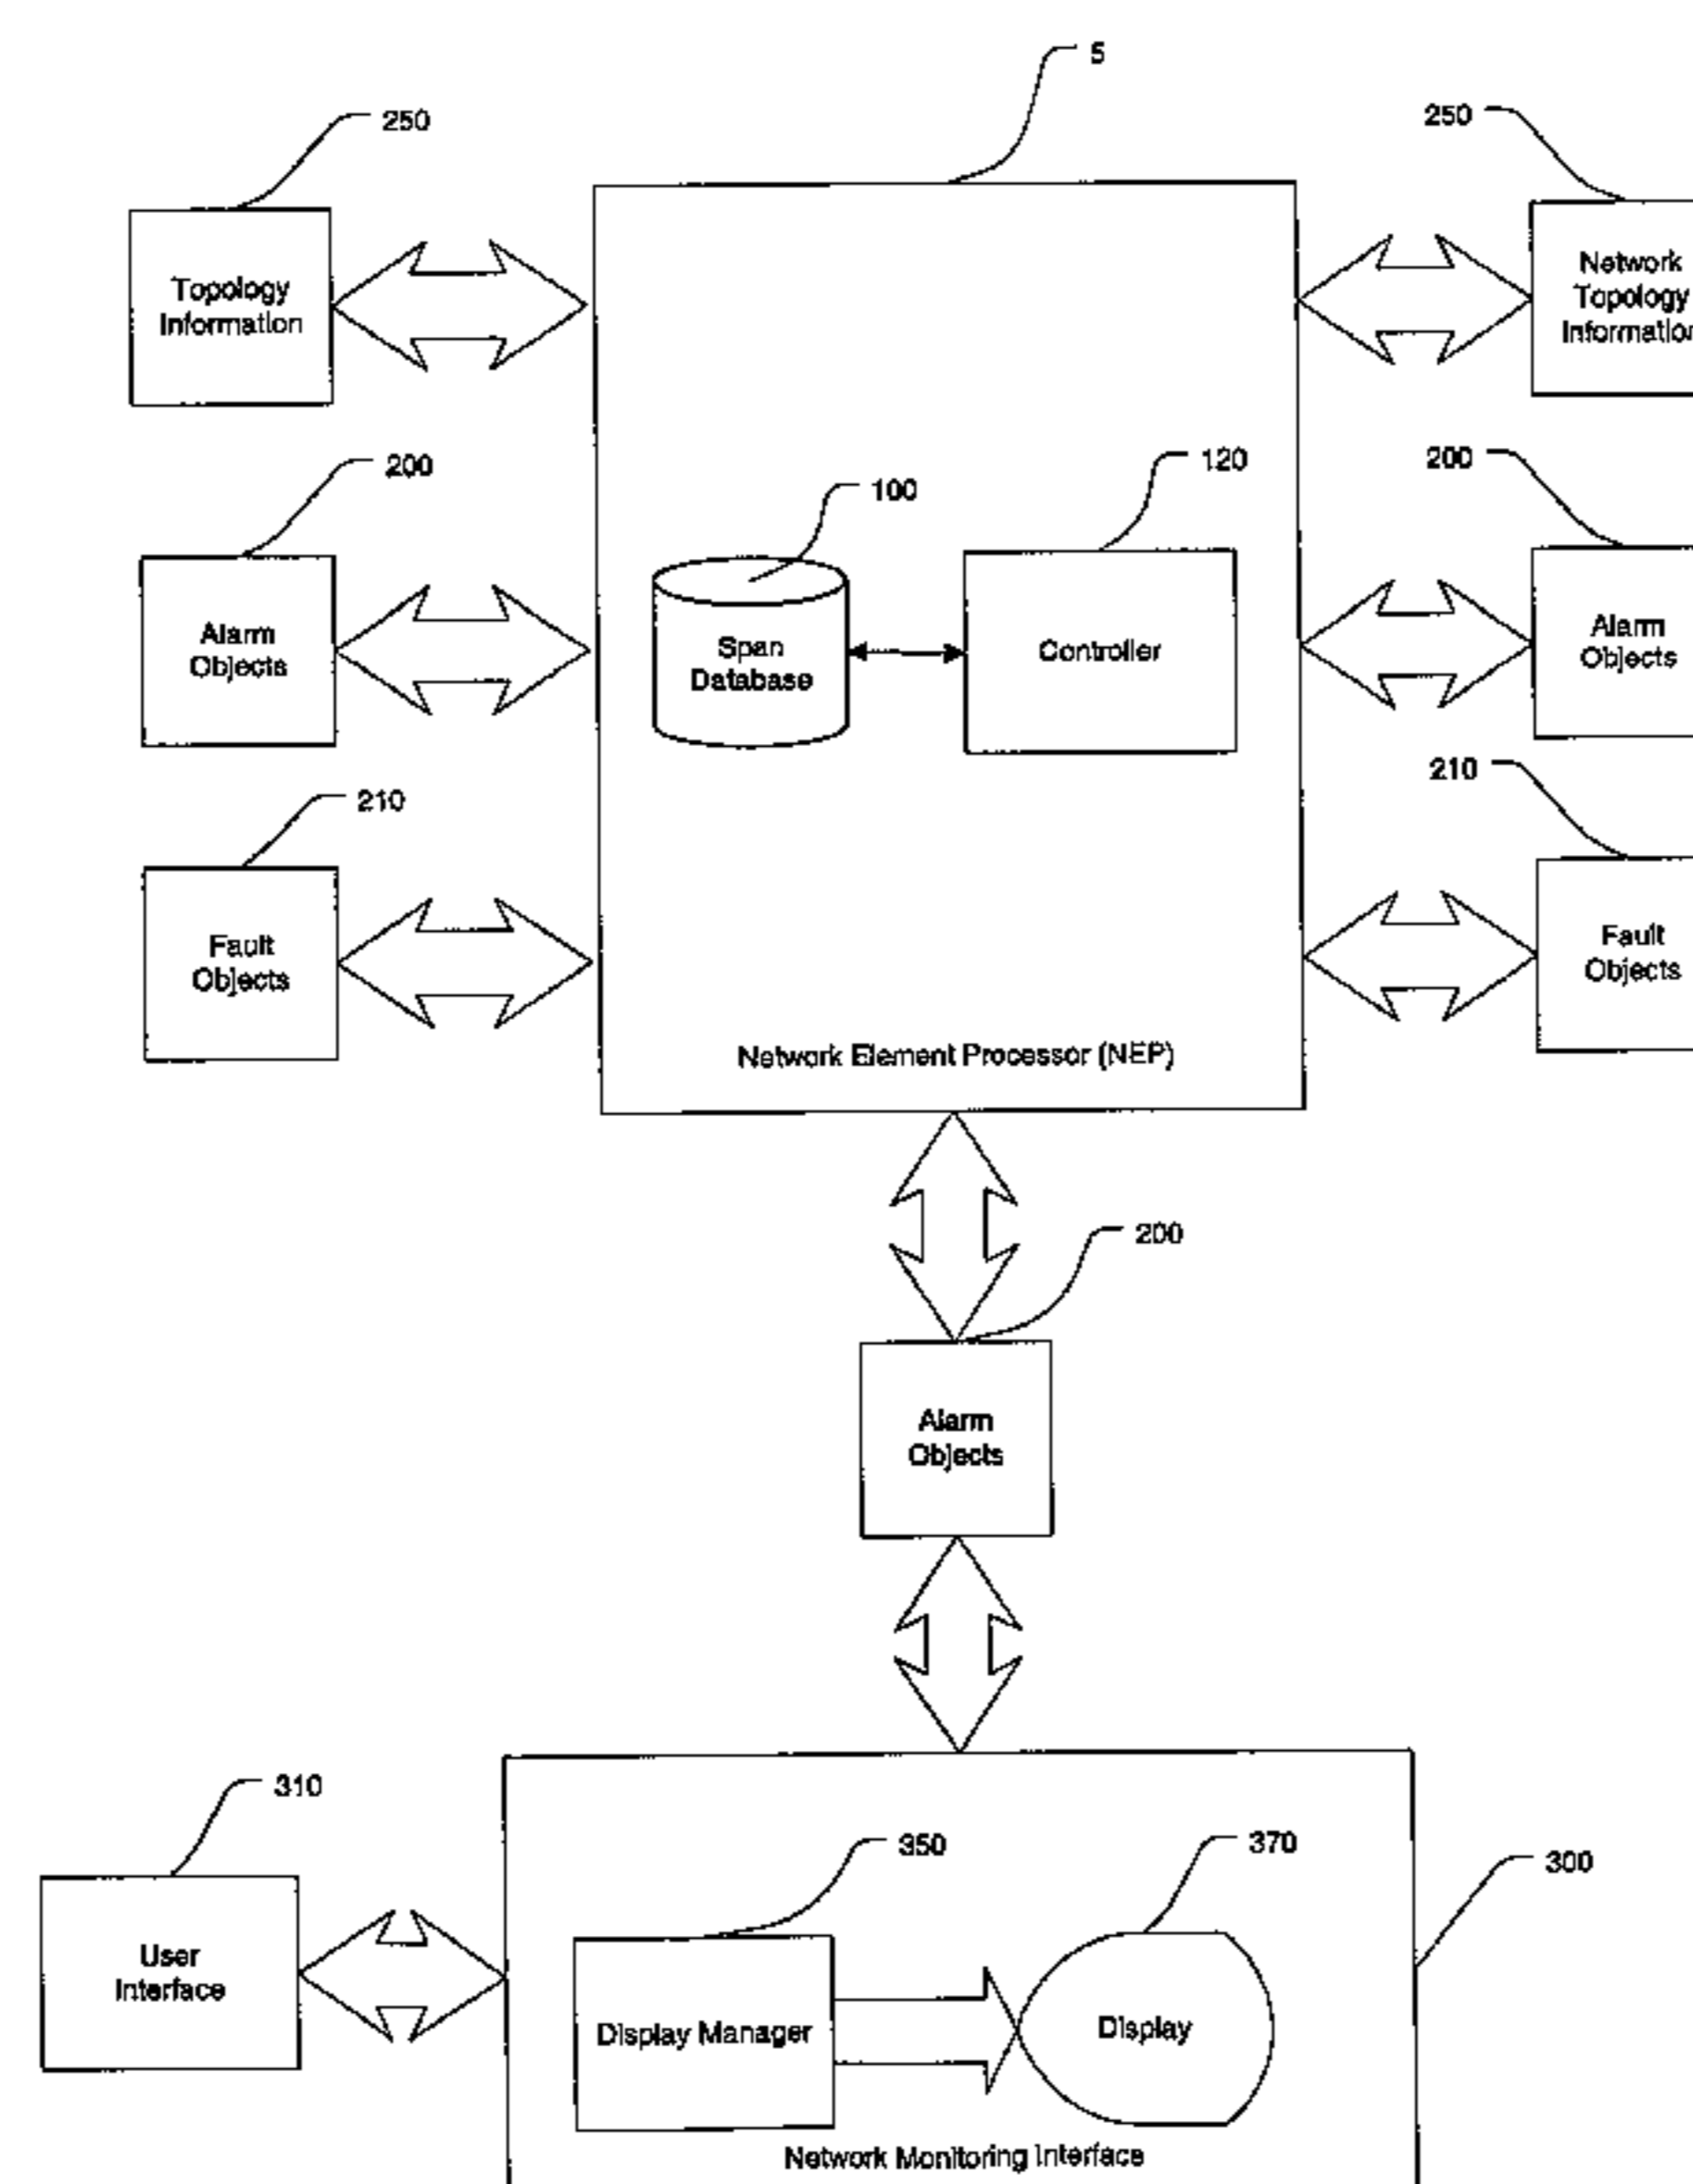 5
250
250
Topology
Information
Network
Topology
Information
200
100
120
200
Alarm
Objects
Span
Database
Controller
Alarm
Objects
210
210
Fault
Objects
Fault
Objects
Network Element Processor (NEP)
200
Alarm
Objects
310
350
370
300
User
Interface
Display Manager
Display
Network Monitoring Interface